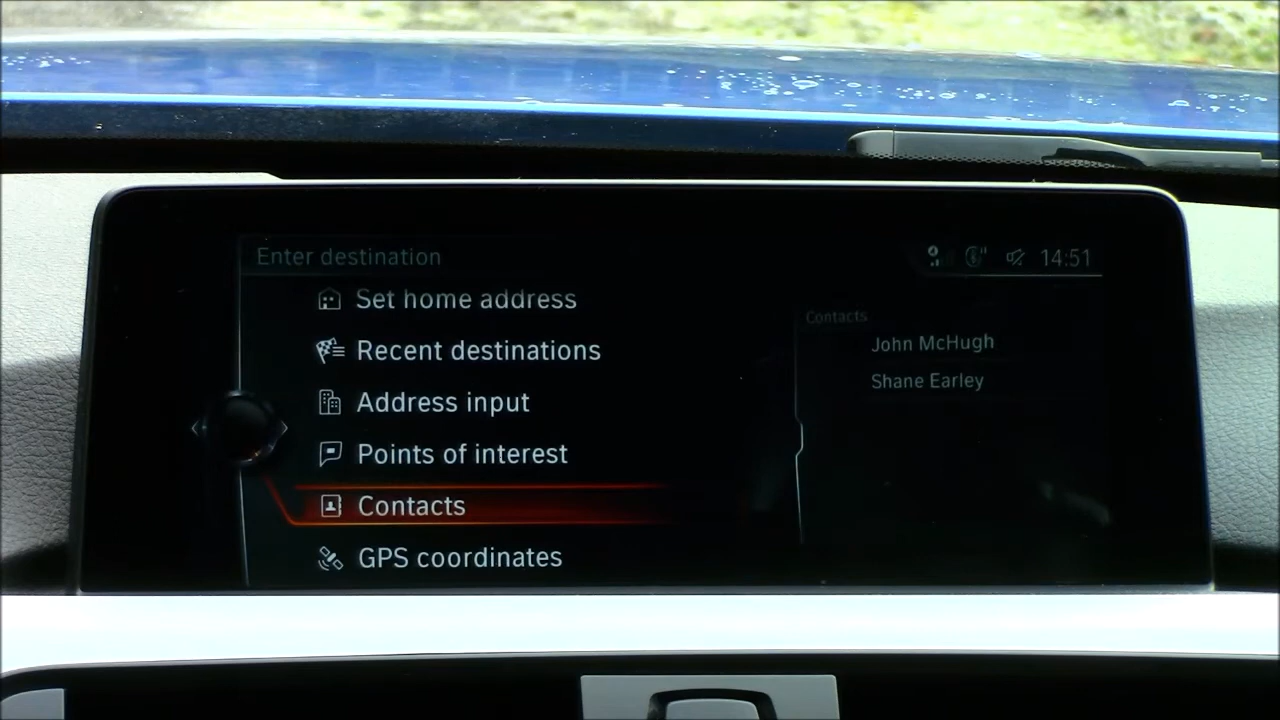 Enter destination
14:51
Set home address
Recent destinations
Address input
Points of interest
Contacts
GPS coordinates
Contacts
John McHugh
Shane Earley